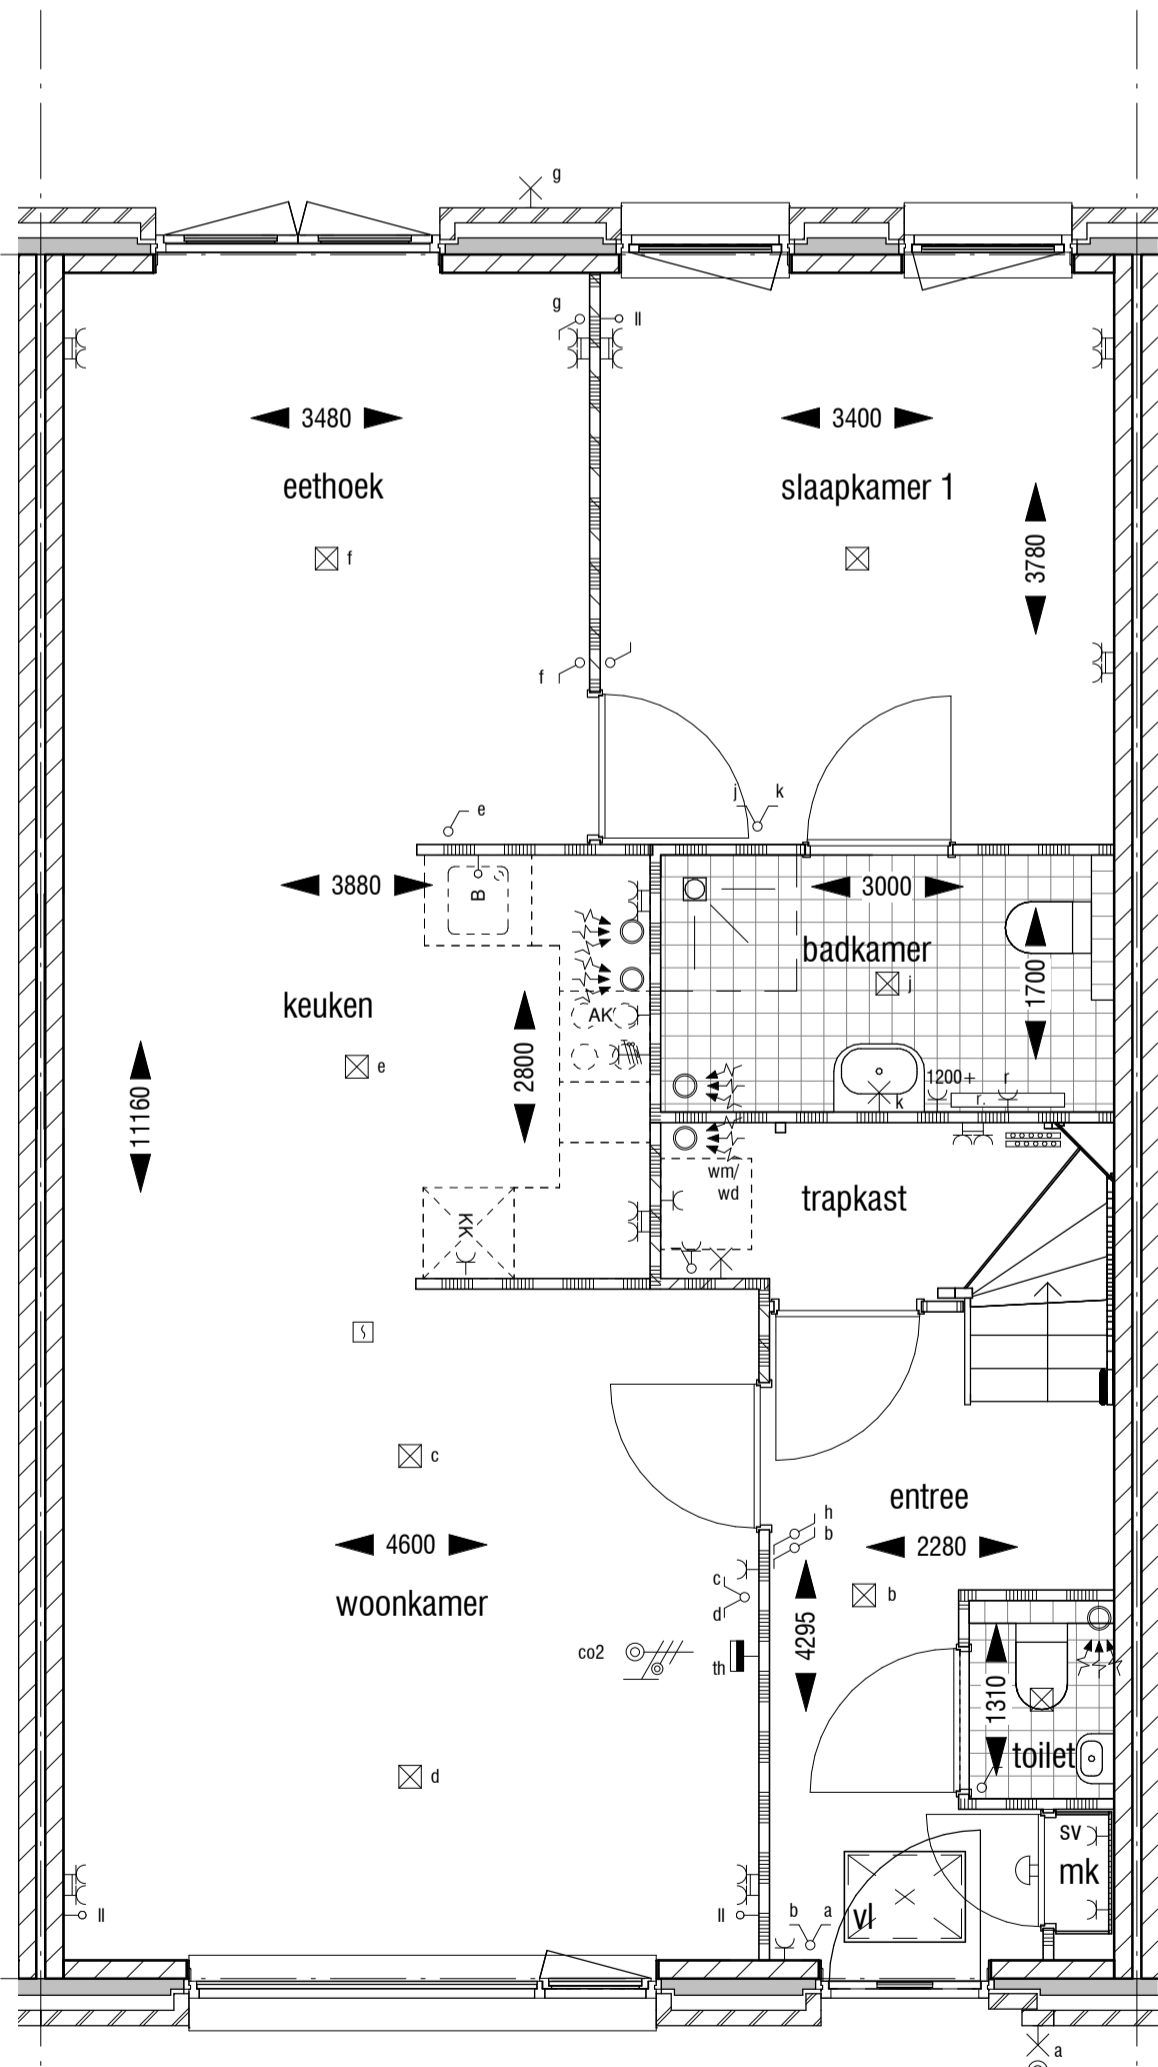 g
g
ll
3480
3400
eethoek
slaapkamer 1
f
3780
f
j
k
e
3880
B
3000
badkamer
keuken
AK
j
1700
e
2800
11160
1200+
r
r.
k
wm/
wd
trapkast
KK
c
entree
h
b
4600
2280
woonkamer
c
d
b
4295
co2
th
1310
toilet
d
sv
mk
ll
ll
b
a
vl
a